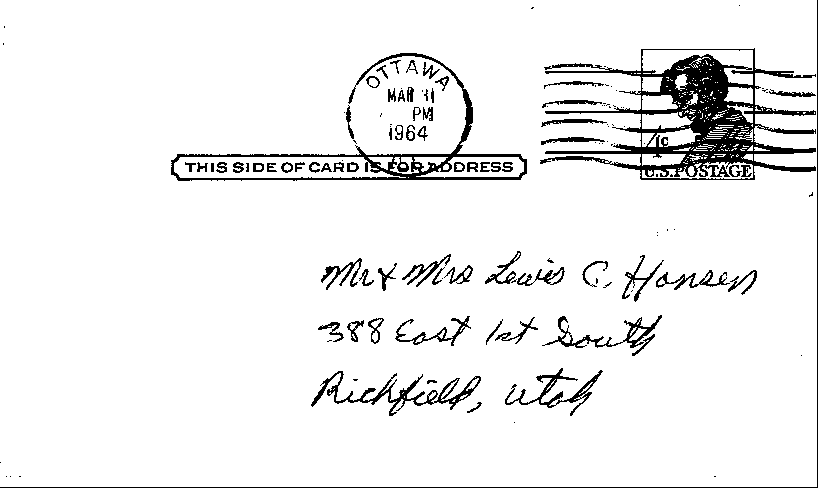 OTTAWA
MAR 31
PM
1964
ILL
THIS SIDE OF CARD IS FOR ADDRESS
U.S. POSTAGE
Mr & Mrs Lewis C. Hansen
388 East 1st South
Richfield, Utah